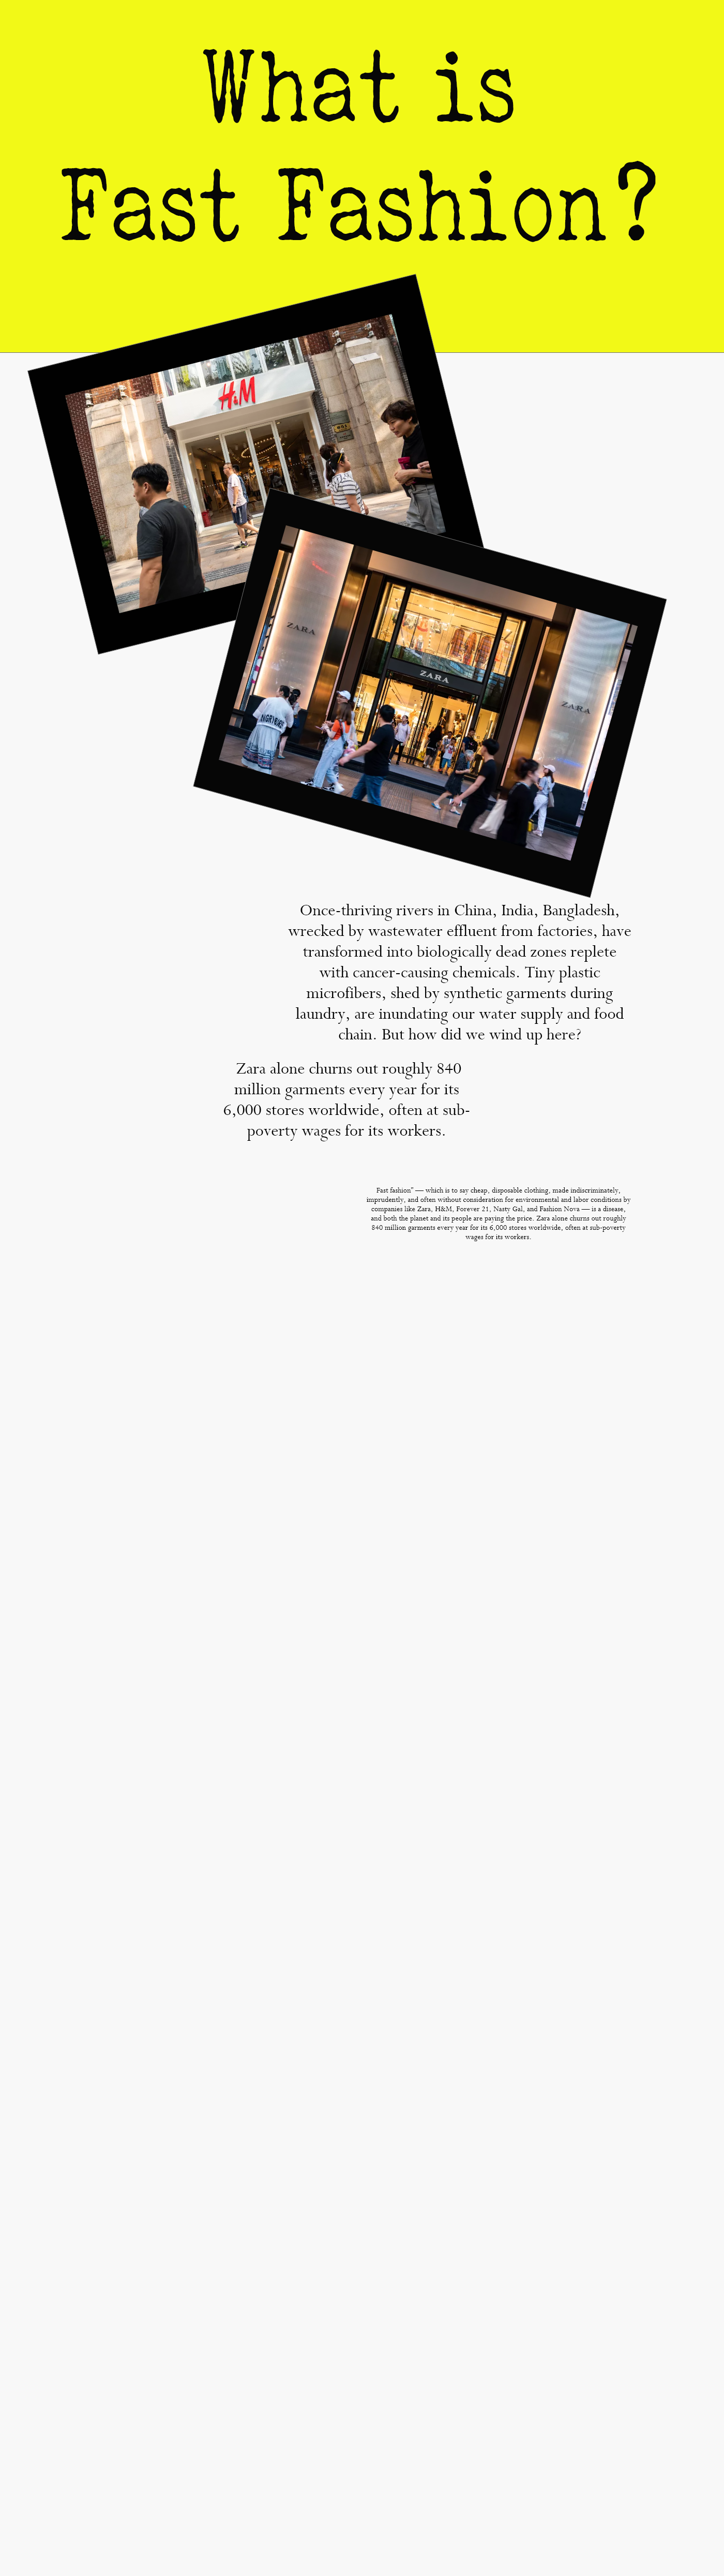 What is
Fast Fashion?
H&M
ZARA
ZARA
ZARA
Once-thriving rivers in China, India, Bangladesh,
wrecked by wastewater effluent from factories, have
transformed into biologically dead zones replete
with cancer-causing chemicals. Tiny plastic
microfibers, shed by synthetic garments during
laundry, are inundating our water supply and food
chain. But how did we wind up here?
Zara alone churns out roughly 840
million garments every year for its
6,000 stores worldwide, often at sub-
poverty wages for its workers.
Fast fashion" — which is to say cheap, disposable clothing, made indiscriminately,
imprudently, and often without consideration for environmental and labor conditions by
companies like Zara, H&M, Forever 21, Nasty Gal, and Fashion Nova — is a disease,
and both the planet and its people are paying the price. Zara alone churns out roughly
840 million garments every year for its 6,000 stores worldwide, often at sub-poverty
wages for its workers.